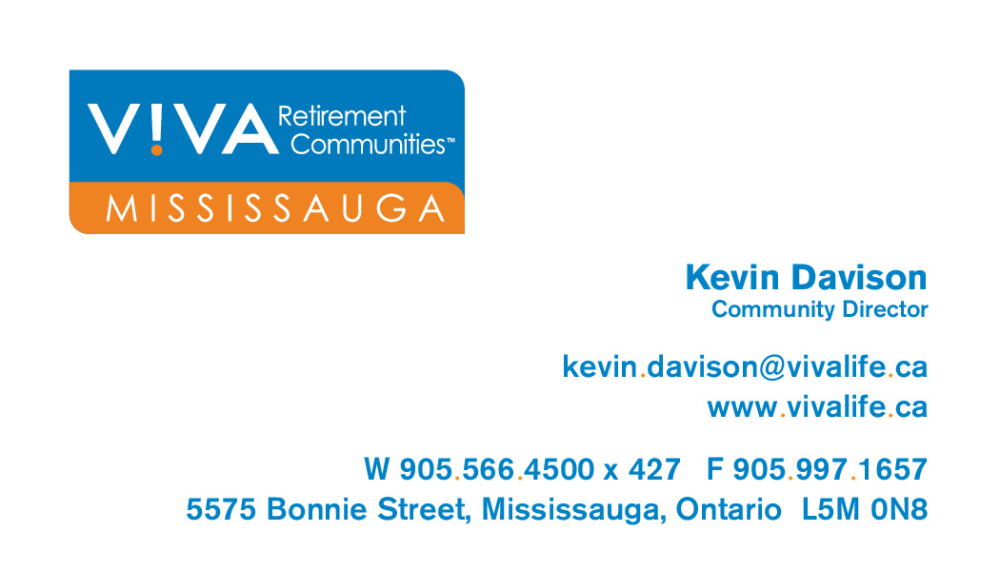 V!VA Retirement
Communities™
MISSISSAUGA
Kevin Davison
Community Director
kevin.davison@vivalife.ca
www.vivalife.ca
W 905.566.4500 x 427 F 905.997.1657
5575 Bonnie Street, Mississauga, Ontario L5M 0N8